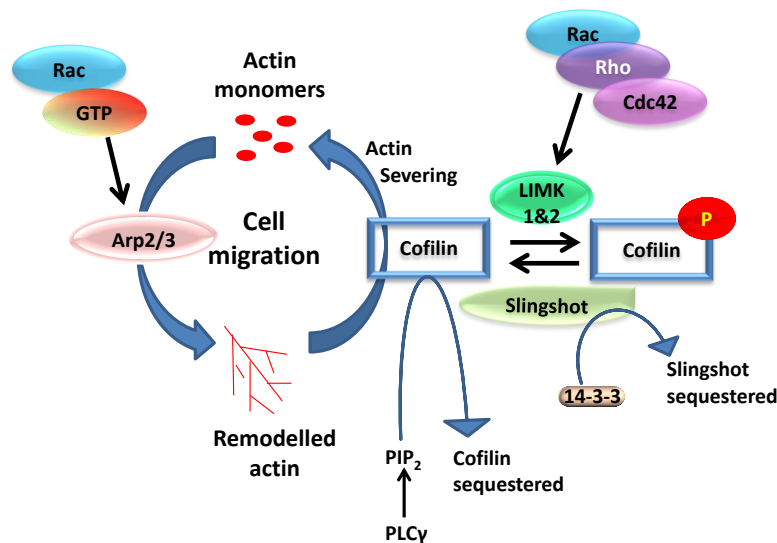 Rac
GTP
Actin
monomers
Rac
Rho
Cdc42
Actin
Severing
LIMK
1&2
P
Arp2/3
Cell
migration
Cofilin
Cofilin
Slingshot
14-3-3
Slingshot
sequestered
Remodelled
actin
PIP₂
Cofilin
sequestered
PLCγ